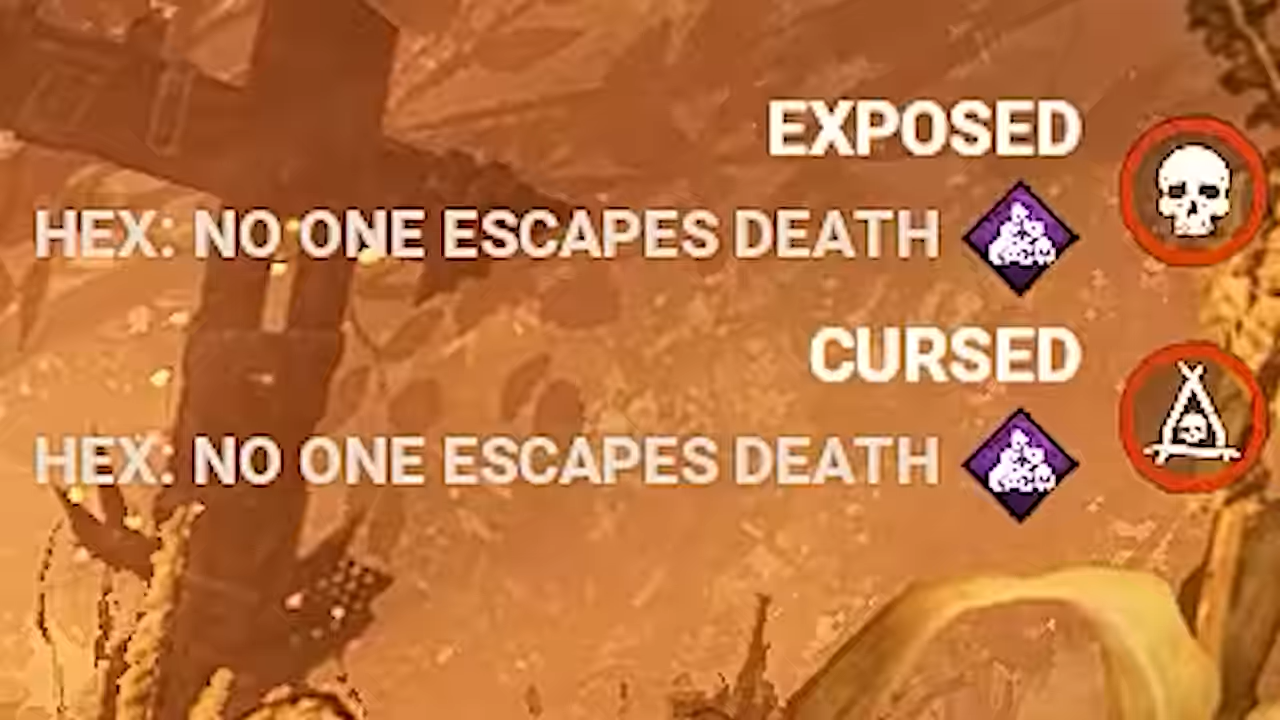 EXPOSED
HEX: NO ONE ESCAPES DEATH
CURSED
HEX: NO ONE ESCAPES DEATH